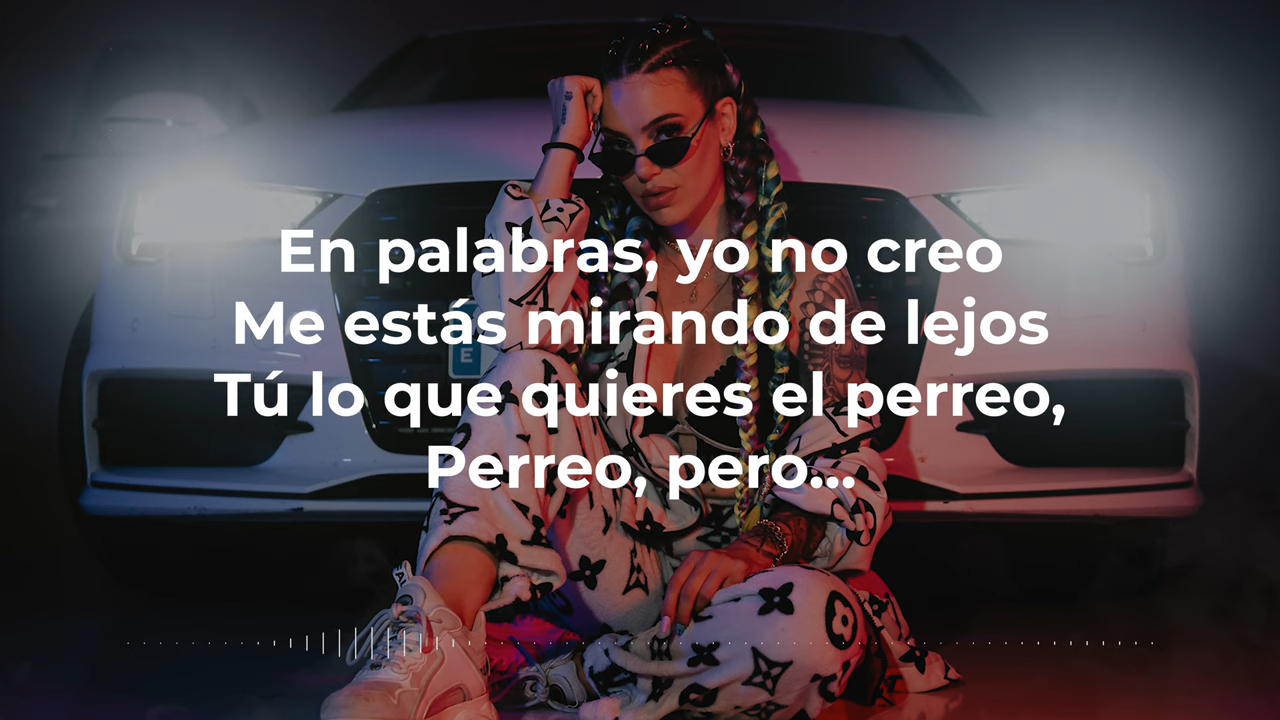 En palabras, yo no creo
Me estás mirando de lejos
Tú lo que quieres el perreo,
Perreo, pero...
E